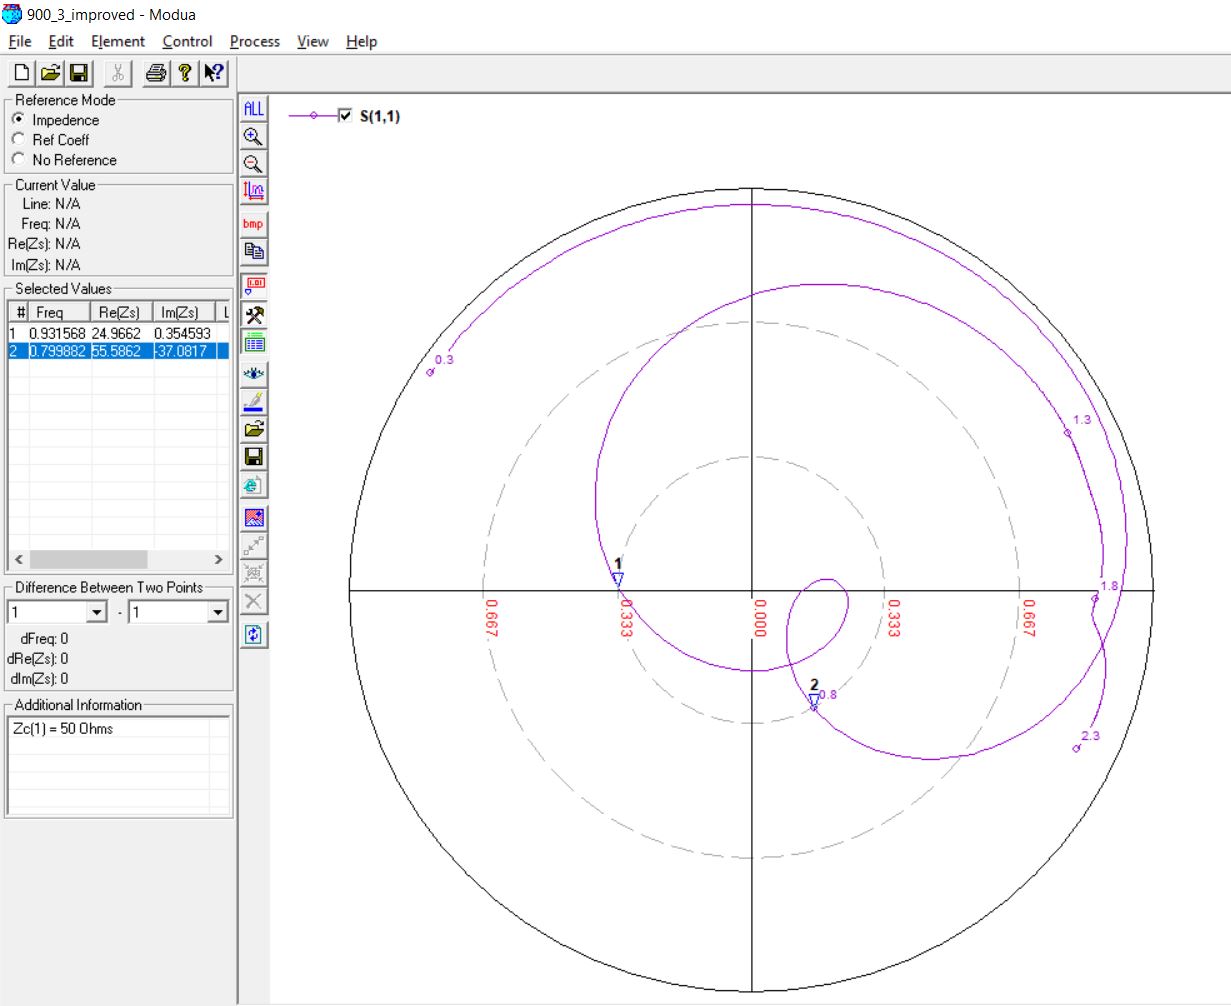 900_3_improved - Modua
File Edit Element Control Process View Help
Reference Mode
Impedence
Ref Coeff
No Reference
Current Value
Line: N/A
Freq: N/A
Re(Zs): N/A
Im(Zs): N/A
Selected Values
# Freq Re(Zs) Im(Zs) L
1 0.931568 24.9662 0.354593
2 0.799882 55.5862 -37.0817
Difference Between Two Points
1 - 1
dFreq: 0
dRe(Zs): 0
dIm(Zs): 0
Additional Information
Zc(1) = 50 Ohms
ALL
bmp
1.01
S(1,1)
0.3
1.3
1
1.8
0.667
0.333
0.000
0.333
0.667
2
0.8
2.3